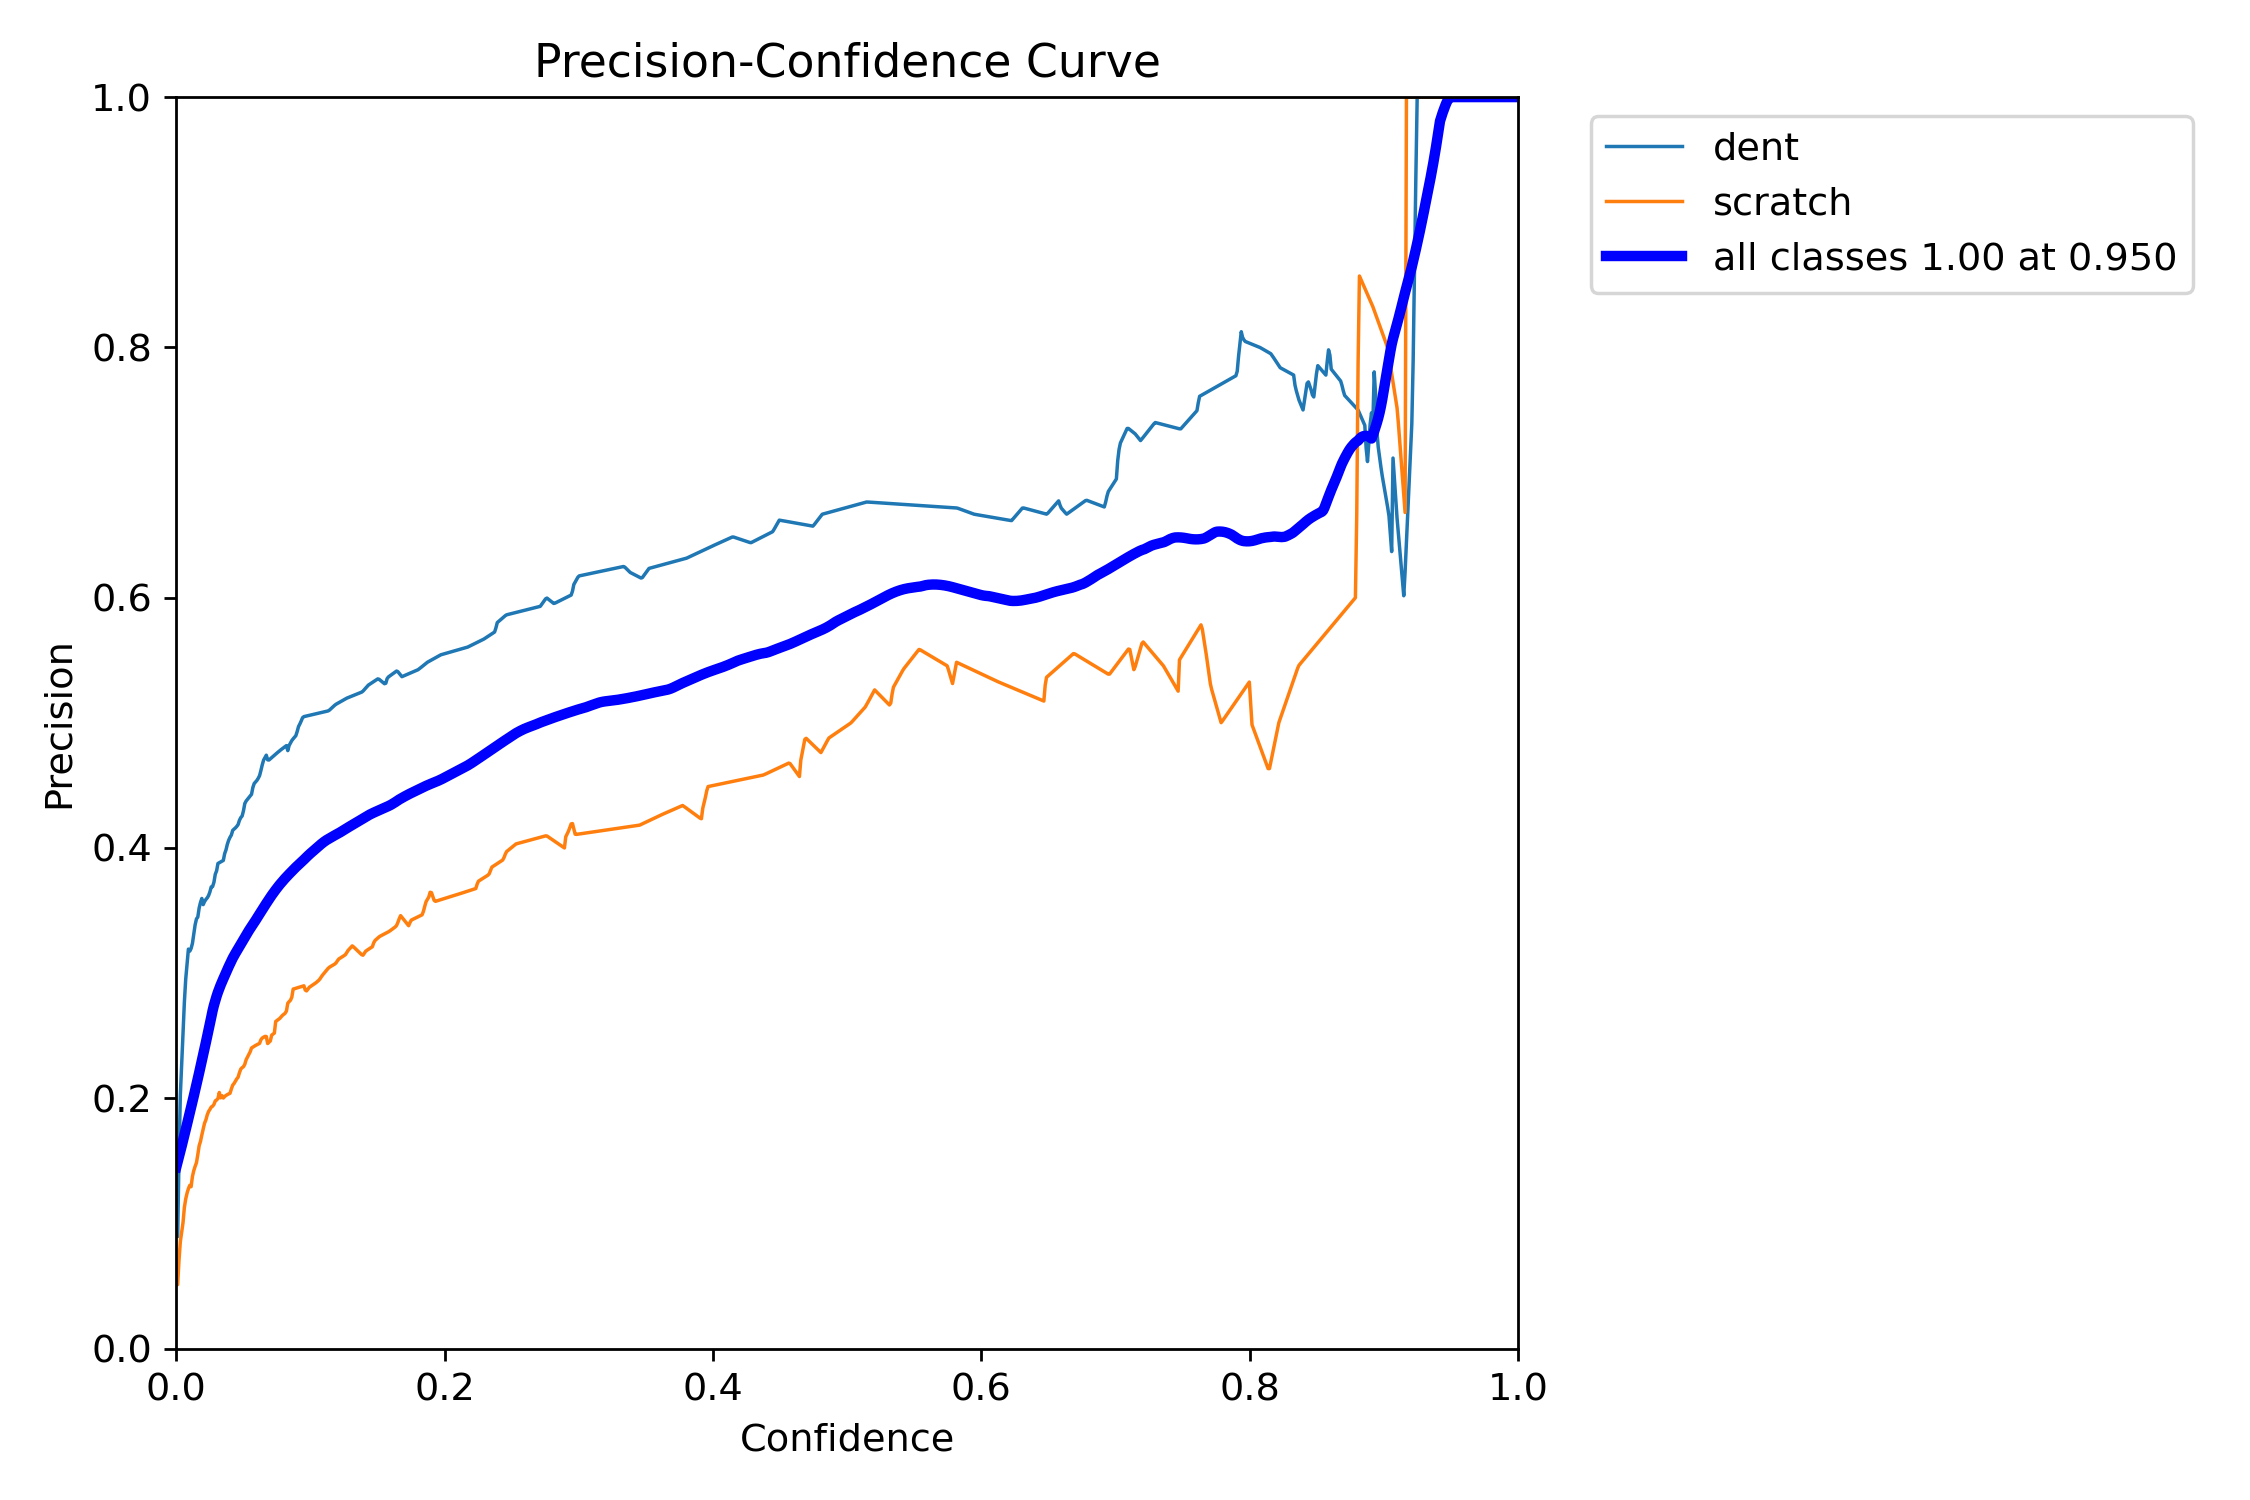 Precision-Confidence Curve
1.0
0.8
0.6
0.4
0.2
0.0
Precision
0.0 0.2 0.4 0.6 0.8 1.0
Confidence
dent
scratch
all classes 1.00 at 0.950